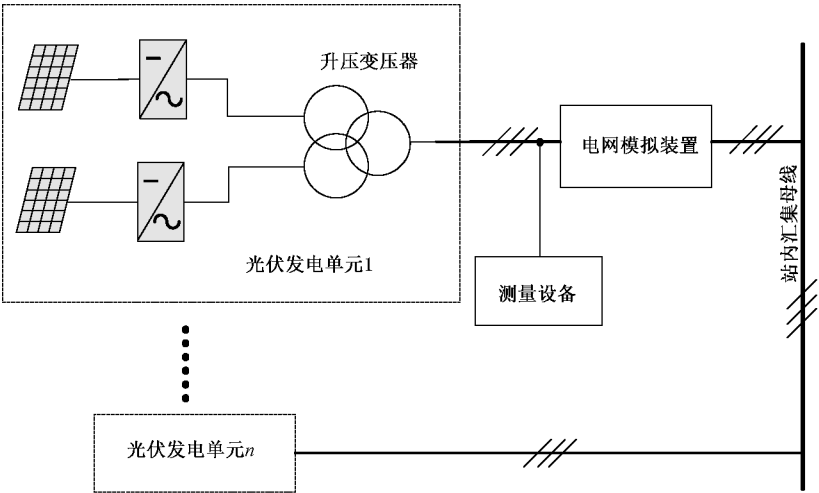 升压变压器
电网模拟装置
站内汇集母线
光伏发电单元1
测量设备
光伏发电单元n